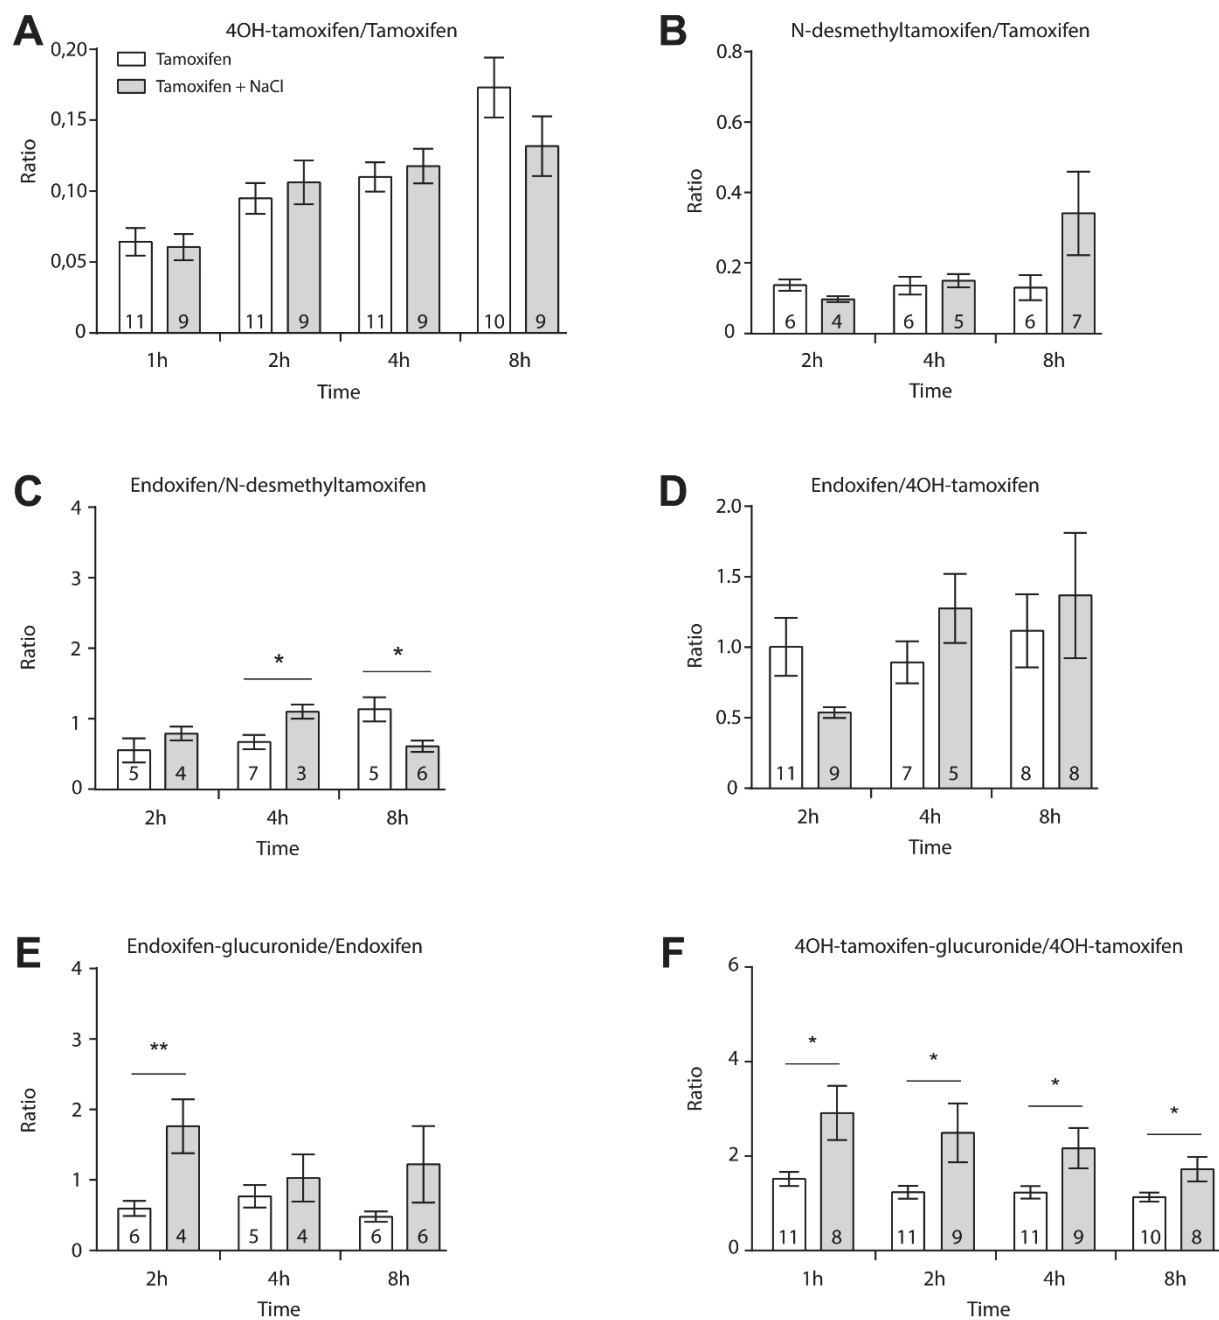 A
4OH-tamoxifen/Tamoxifen
0,20
0,15
0,10
0,05
0
Ratio
Tamoxifen
Tamoxifen + NaCl
11 9 11 9 11 9 10 9
1h 2h 4h 8h
Time
B
N-desmethyltamoxifen/Tamoxifen
0.8
0.6
0.4
0.2
0
Ratio
6 4 6 5 6 7
2h 4h 8h
Time
C
Endoxifen/N-desmethyltamoxifen
4
3
2
1
0
Ratio
* *
5 4 7 3 5 6
2h 4h 8h
Time
D
Endoxifen/4OH-tamoxifen
2.0
1.5
1.0
0.5
0
Ratio
11 9 7 5 8 8
2h 4h 8h
Time
E
Endoxifen-glucuronide/Endoxifen
4
3
2
1
0
Ratio
**
6 4 5 4 6 6
2h 4h 8h
Time
F
4OH-tamoxifen-glucuronide/4OH-tamoxifen
6
4
2
0
Ratio
* * * *
11 8 11 9 11 9 10 8
1h 2h 4h 8h
Time